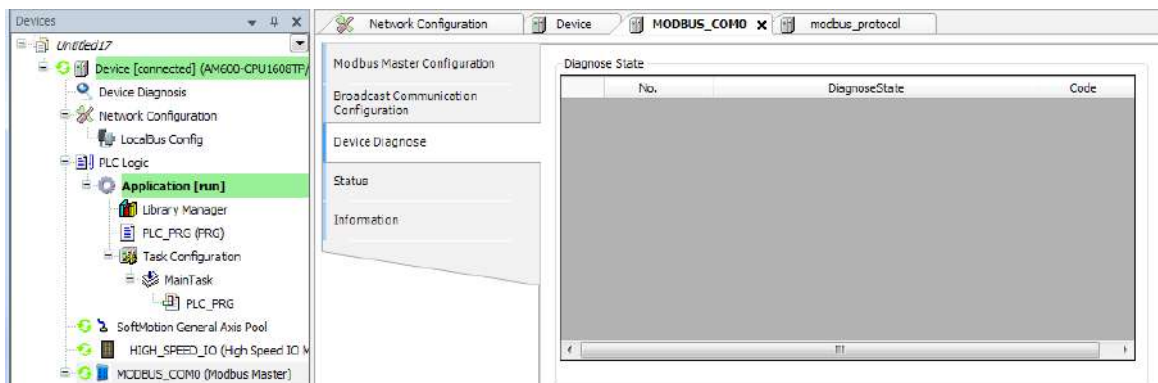 Devices
Untitled17
Device [connected] (AM600-CPU1608TP/
Device Diagnosis
Network Configuration
LocalBus Config
PLC Logic
Application [run]
Library Manager
PLC_PRG (PRG)
Task Configuration
MainTask
PLC_PRG
SoftMotion General Axis Pool
HIGH_SPEED_IO (High Speed IO M
MODBUS_COM0 (Modbus Master)
Network Configuration
Device
MODBUS_COM0
modbus_protocol
Modbus Master Configuration
Broadcast Communication
Configuration
Device Diagnose
Status
Information
Diagnose State
No.
DiagnoseState
Code